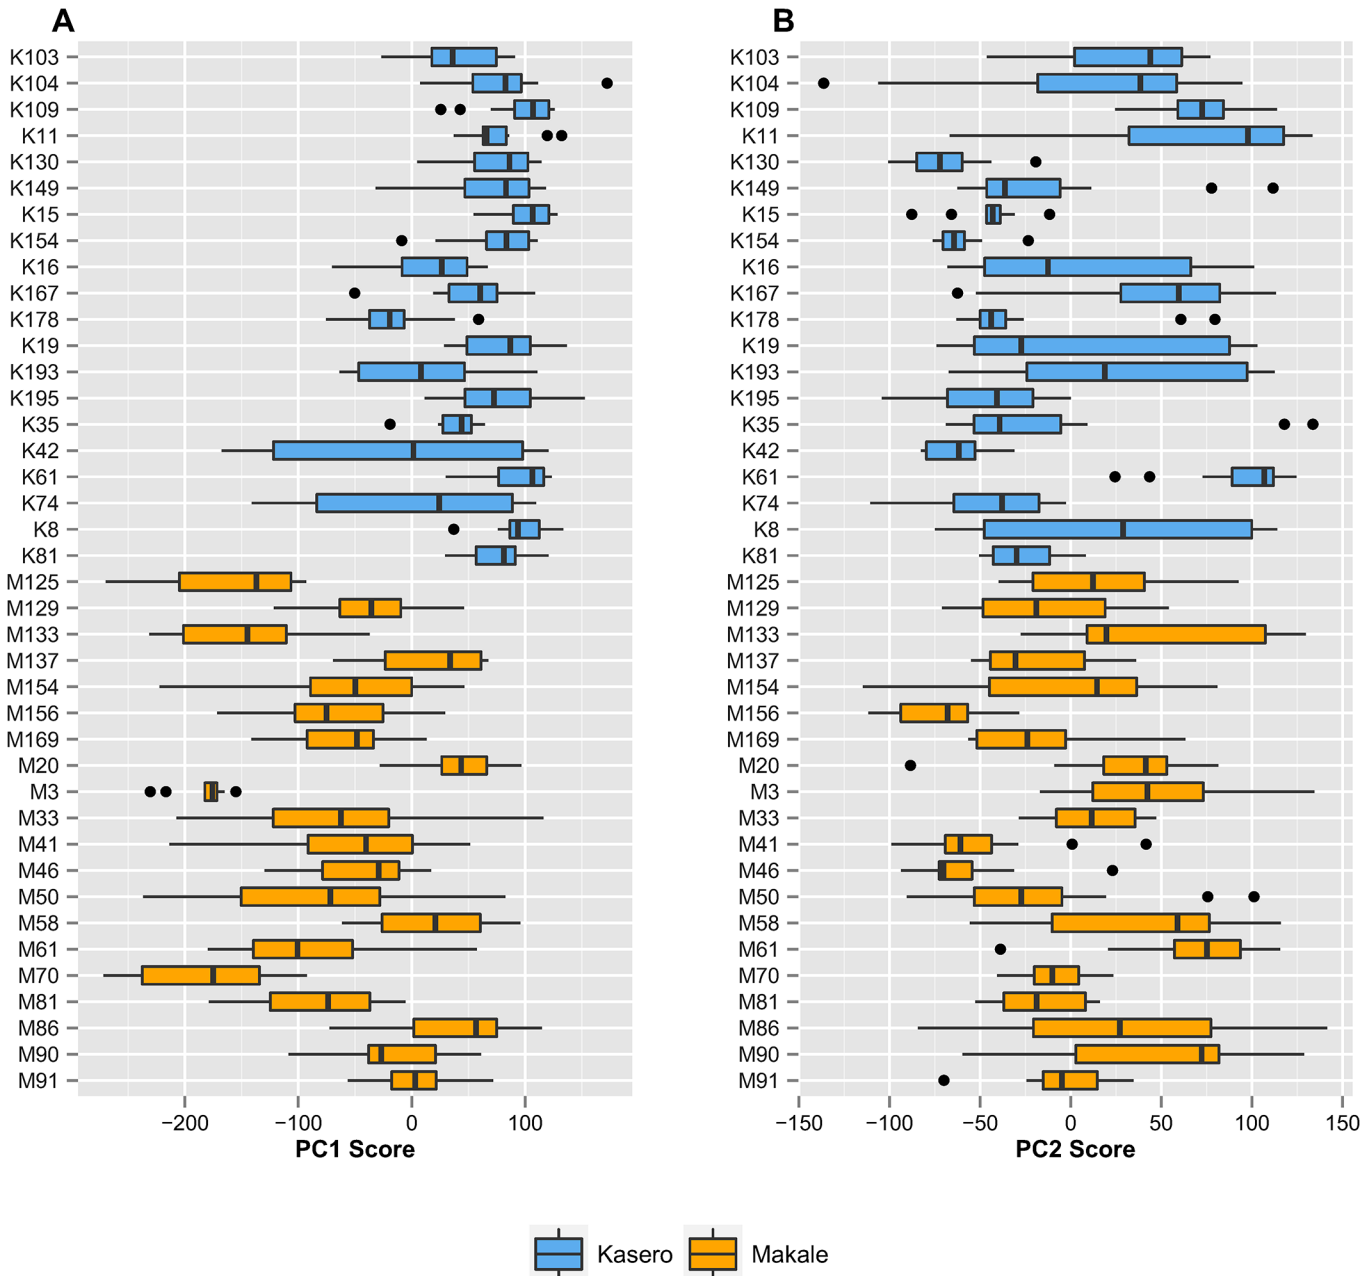 A
K103
K104
K109
K11
K130
K149
K15
K154
K16
K167
K178
K19
K193
K195
K35
K42
K61
K74
K8
K81
M125
M129
M133
M137
M154
M156
M169
M20
M3
M33
M41
M46
M50
M58
M61
M70
M81
M86
M90
M91
−200 −100 0 100
PC1 Score
B
K103
K104
K109
K11
K130
K149
K15
K154
K16
K167
K178
K19
K193
K195
K35
K42
K61
K74
K8
K81
M125
M129
M133
M137
M154
M156
M169
M20
M3
M33
M41
M46
M50
M58
M61
M70
M81
M86
M90
M91
−150 −100 −50 0 50 100 150
PC2 Score
Kasero Makale